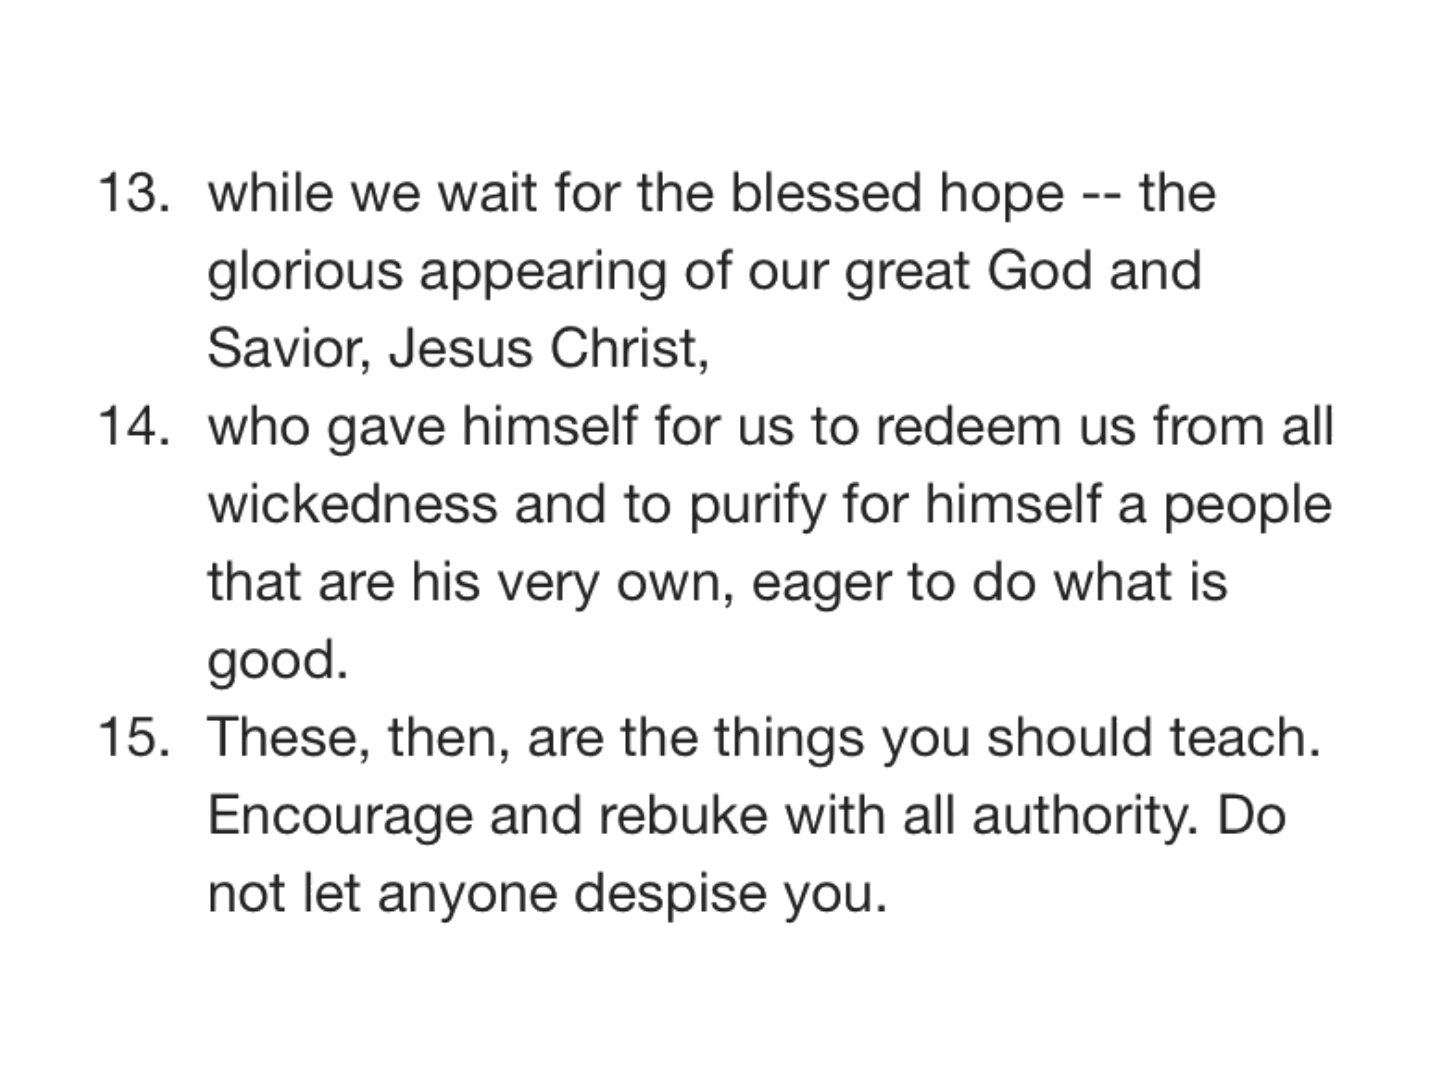 13. while we wait for the blessed hope -- the
glorious appearing of our great God and
Savior, Jesus Christ,
14. who gave himself for us to redeem us from all
wickedness and to purify for himself a people
that are his very own, eager to do what is
good.
15. These, then, are the things you should teach.
Encourage and rebuke with all authority. Do
not let anyone despise you.